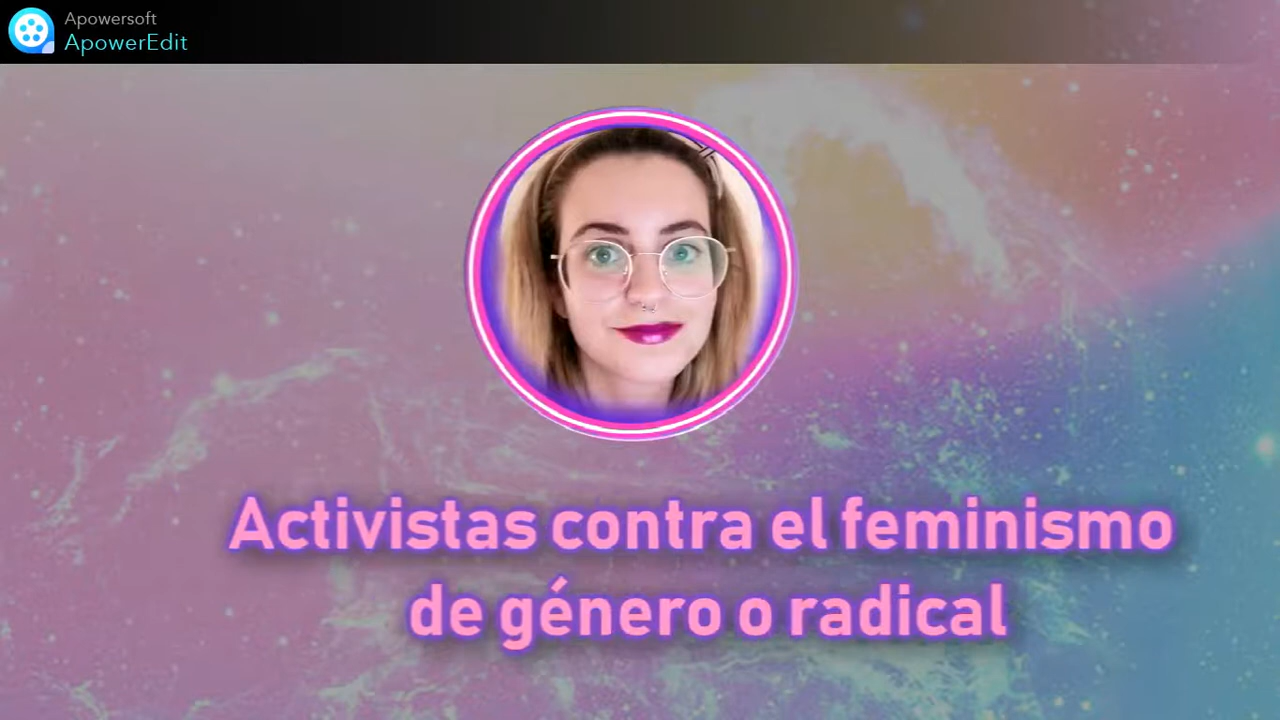 Apowersoft
ApowerEdit
Activistas contra el feminismo
de género o radical